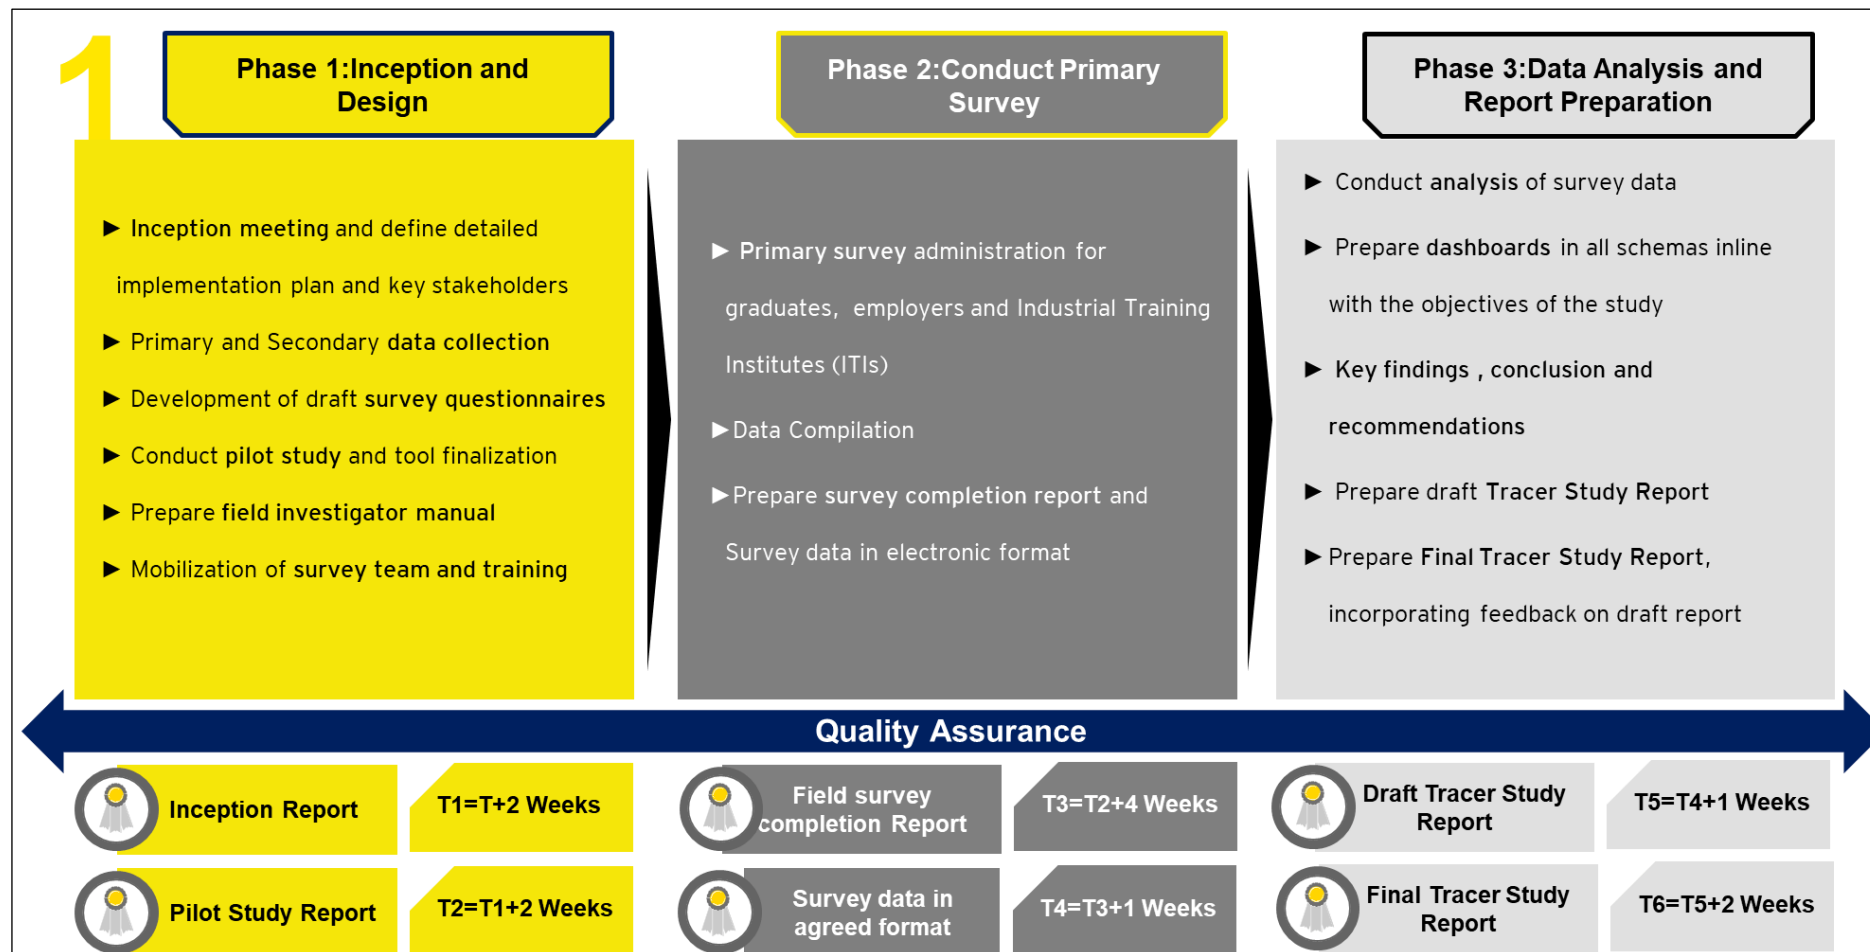 1
Phase 1:Inception and
Design
► Inception meeting and define detailed
implementation plan and key stakeholders
► Primary and Secondary data collection
► Development of draft survey questionnaires
► Conduct pilot study and tool finalization
► Prepare field investigator manual
► Mobilization of survey team and training
Phase 2:Conduct Primary
Survey
► Primary survey administration for
graduates, employers and Industrial Training
Institutes (ITIs)
►Data Compilation
►Prepare survey completion report and
Survey data in electronic format
Phase 3:Data Analysis and
Report Preparation
► Conduct analysis of survey data
► Prepare dashboards in all schemas inline
with the objectives of the study
► Key findings , conclusion and
recommendations
► Prepare draft Tracer Study Report
► Prepare Final Tracer Study Report,
incorporating feedback on draft report
Quality Assurance
Inception Report
T1=T+2 Weeks
Pilot Study Report
T2=T1+2 Weeks
Field survey
completion Report
T3=T2+4 Weeks
Survey data in
agreed format
T4=T3+1 Weeks
Draft Tracer Study
Report
T5=T4+1 Weeks
Final Tracer Study
Report
T6=T5+2 Weeks